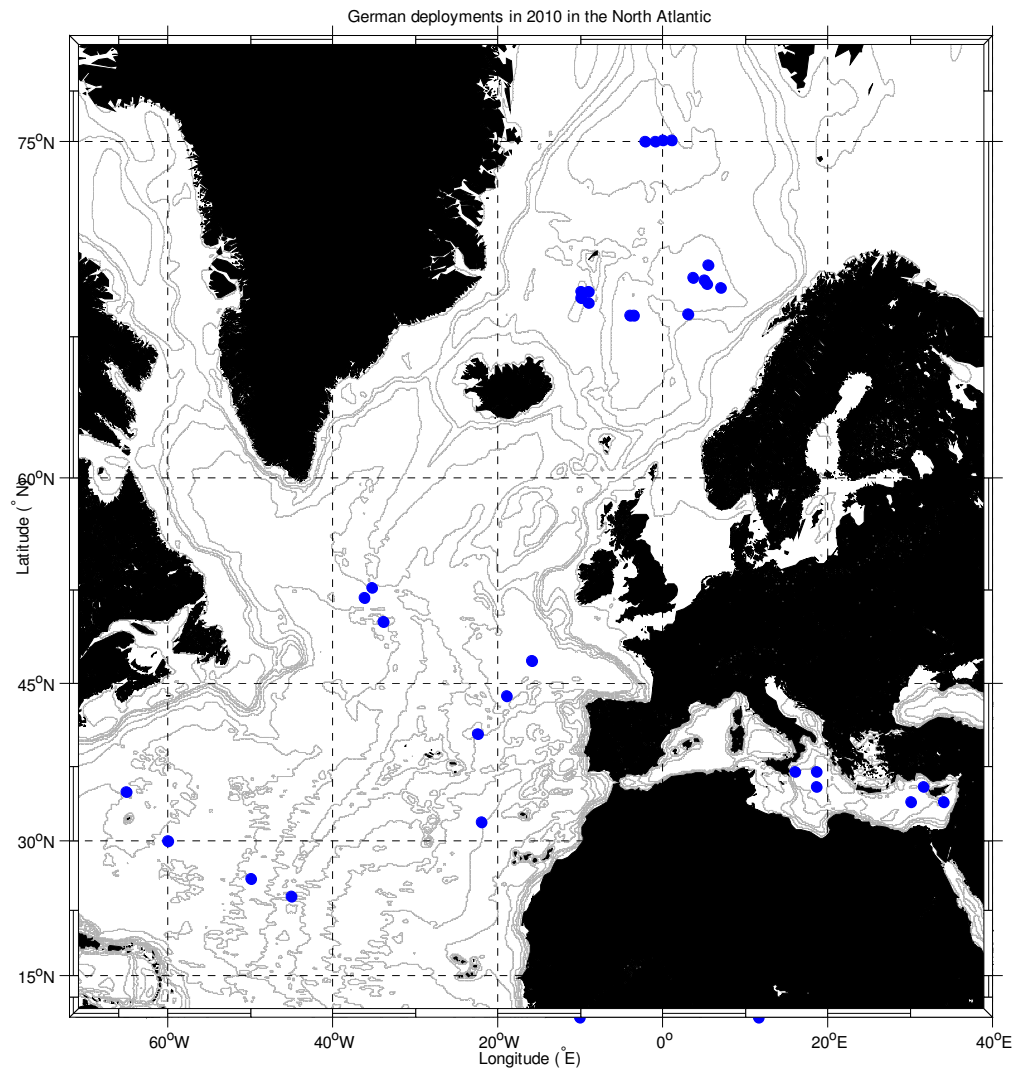 German deployments in 2010 in the North Atlantic
75°N
60°N
45°N
30°N
15°N
Latitude (°N)
60°W
40°W
20°W
0°
20°E
40°E
Longitude (°E)